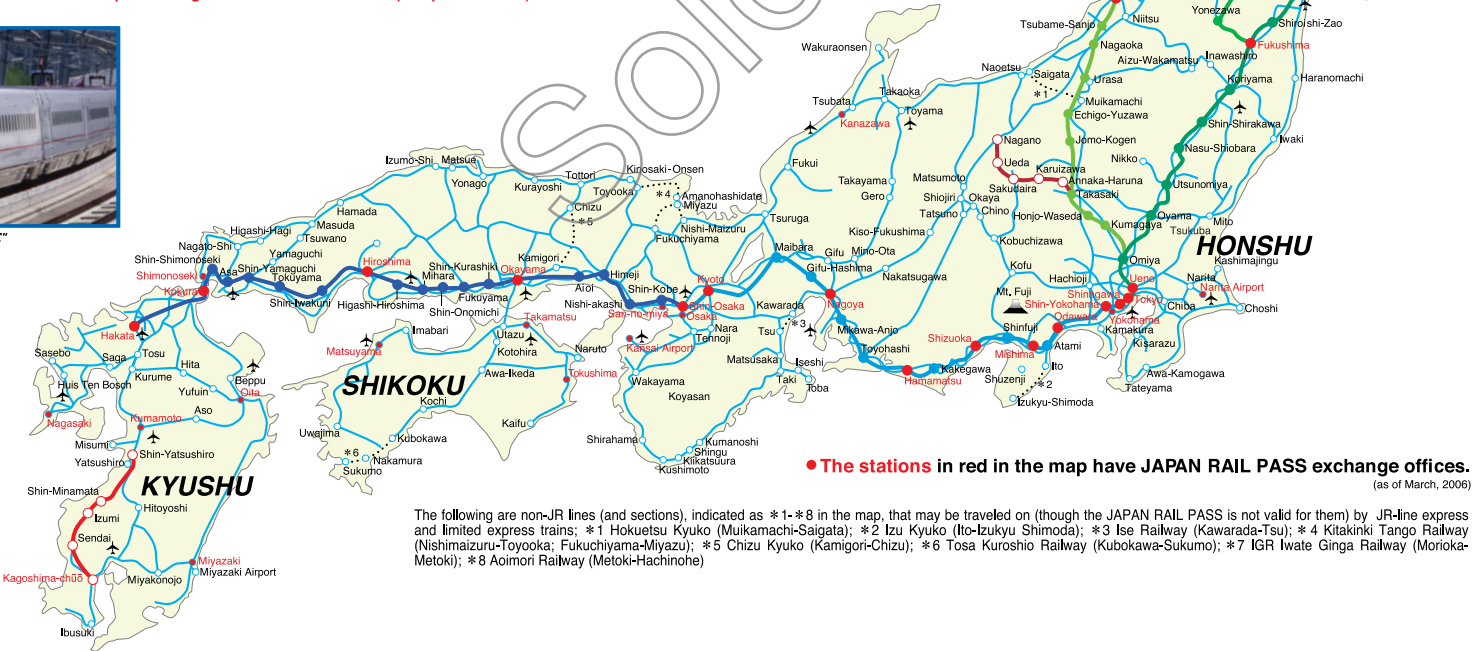 Yonezawa
Niitsu
Shiroishi-Zao
Tsubame-Sanjo
Fukushima
Wakuraonsen
Nagaoka
Inawashiro
Aizu-Wakamatsu
Naoetsu
Saigata
Urasa
Koriyama
Haranomachi
*1
Takaoka
Tsubata
Muikamachi
Toyama
Echigo-Yuzawa
Kanazawa
Shin-Shirakawa
Nagano
Jomo-Kogen
Iwaki
Nasu-Shiobara
Nikko
Izumo-Shi
Matsue
Ueda
Karuizawa
Fukui
Kinosaki-Onsen
Tottori
Yonago
Kurayoshi
Toyooka
*4
Amanohashidate
Miyazu
Takayama
Matsumoto
Sakudaira
Annaka-Haruna
Utsunomiya
Takasaki
Gero
Shiojiri
Okaya
Hamada
Chizu
Tatsuno
Chino
Honjo-Waseda
Oyama
Mito
*5
Tsuruga
Masuda
Kumagaya
Tsukuba
Higashi-Hagi
Tsuwano
Nishi-Maizuru
Kiso-Fukushima
Fukuchiyama
Kobuchizawa
HONSHU
Nagato-Shi
Yamaguchi
Maibara
Gifu
Mino-Ota
Shin-Shimonoseki
Hiroshima
Kamigori
Omiya
Kashimajingu
Shimonoseki
Asa
Shin-Yamaguchi
Tokuyama
Shin-Kurashiki
Okayama
Himeji
Gifu-Hashima
Nakatsugawa
Kofu
Hachioji
Ueno
Narita
Mihara
Aioi
Shin-Kobe
Kyoto
Mt. Fuji
Shinagawa
Tokyo
Narita Airport
Kokura
Shin-Iwakuni
Higashi-Hiroshima
Fukuyama
Nishi-akashi
Shin-Osaka
Kawarada
Nagoya
Shin-Yokohama
Chiba
Choshi
Shin-Onomichi
San-no-miya
Osaka
Odawara
Yokohama
Takamatsu
Tsu
*3
Mikawa-Anjo
Shinfuji
Kamakura
Hakata
Imabari
Utazu
Nara
Tennoji
Shizuoka
Kisarazu
Matsuyama
Kotohira
Kansai Airport
Toyohashi
Mishima
Atami
Sasebo
Saga
Tosu
Hita
Naruto
Matsusaka
Iseshi
Kakegawa
Ito
Huis Ten Bosch
Kurume
Beppu
SHIKOKU
Awa-Ikeda
Tokushima
Wakayama
Taki
Toba
Hamamatsu
Shuzenji
*2
Awa-Kamogawa
Yufuin
Oita
Koyasan
Tateyama
Kochi
Izukyu-Shimoda
Nagasaki
Kumamoto
Aso
Kaifu
Uwajima
Kubokawa
Shirahama
Kumanoshi
Misumi
*6
Shingu
Shin-Yatsushiro
Nakamura
Kiikatsuura
Yatsushiro
Sukumo
Kushimoto
KYUSHU
Shin-Minamata
Hitoyoshi
Izumi
Sendai
Miyazaki
Kagoshima-chūō
Miyakonojo
Miyazaki Airport
Ibusuki
The stations in red in the map have JAPAN RAIL PASS exchange offices.
(as of March, 2006)
The following are non-JR lines (and sections), indicated as *1-*8 in the map, that may be traveled on (though the JAPAN RAIL PASS is not valid for them) by JR-line express
and limited express trains; *1 Hokuetsu Kyuko (Muikamachi-Saigata); *2 Izu Kyuko (Ito-Izukyu Shimoda); *3 Ise Railway (Kawarada-Tsu); *4 Kitakinki Tango Railway
(Nishimaizuru-Toyooka; Fukuchiyama-Miyazu); *5 Chizu Kyuko (Kamigori-Chizu); *6 Tosa Kuroshio Railway (Kubokawa-Sukumo); *7 IGR Iwate Ginga Railway (Morioka-
Metoki); *8 Aoimori Railway (Metoki-Hachinohe)